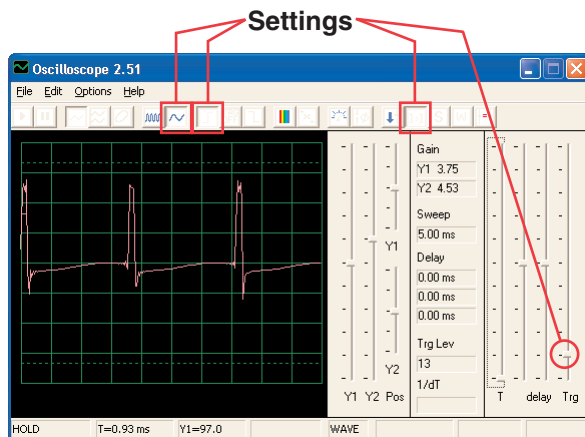 Settings
Oscilloscope 2.51
File Edit Options Help
Gain
Y1 3.75
Y2 4.53
Sweep
5.00 ms
Y1
Delay
0.00 ms
0.00 ms
0.00 ms
Trg Lev
13
Y2
1/dT
Y1 Y2 Pos
T delay Trg
HOLD T=0.93 ms Y1=97.0 WAVE